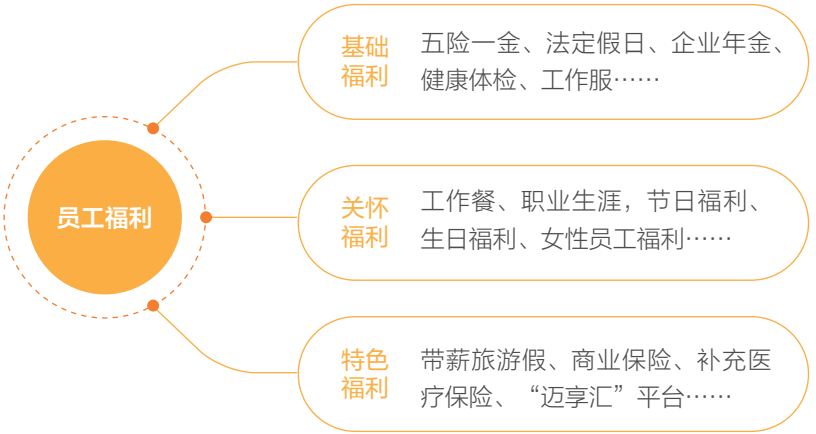 基础
福利
五险一金、法定假日、企业年金、
健康体检、工作服……
员工福利
关怀
福利
工作餐、职业生涯，节日福利、
生日福利、女性员工福利……
特色
福利
带薪旅游假、商业保险、补充医
疗保险、“迈享汇”平台……